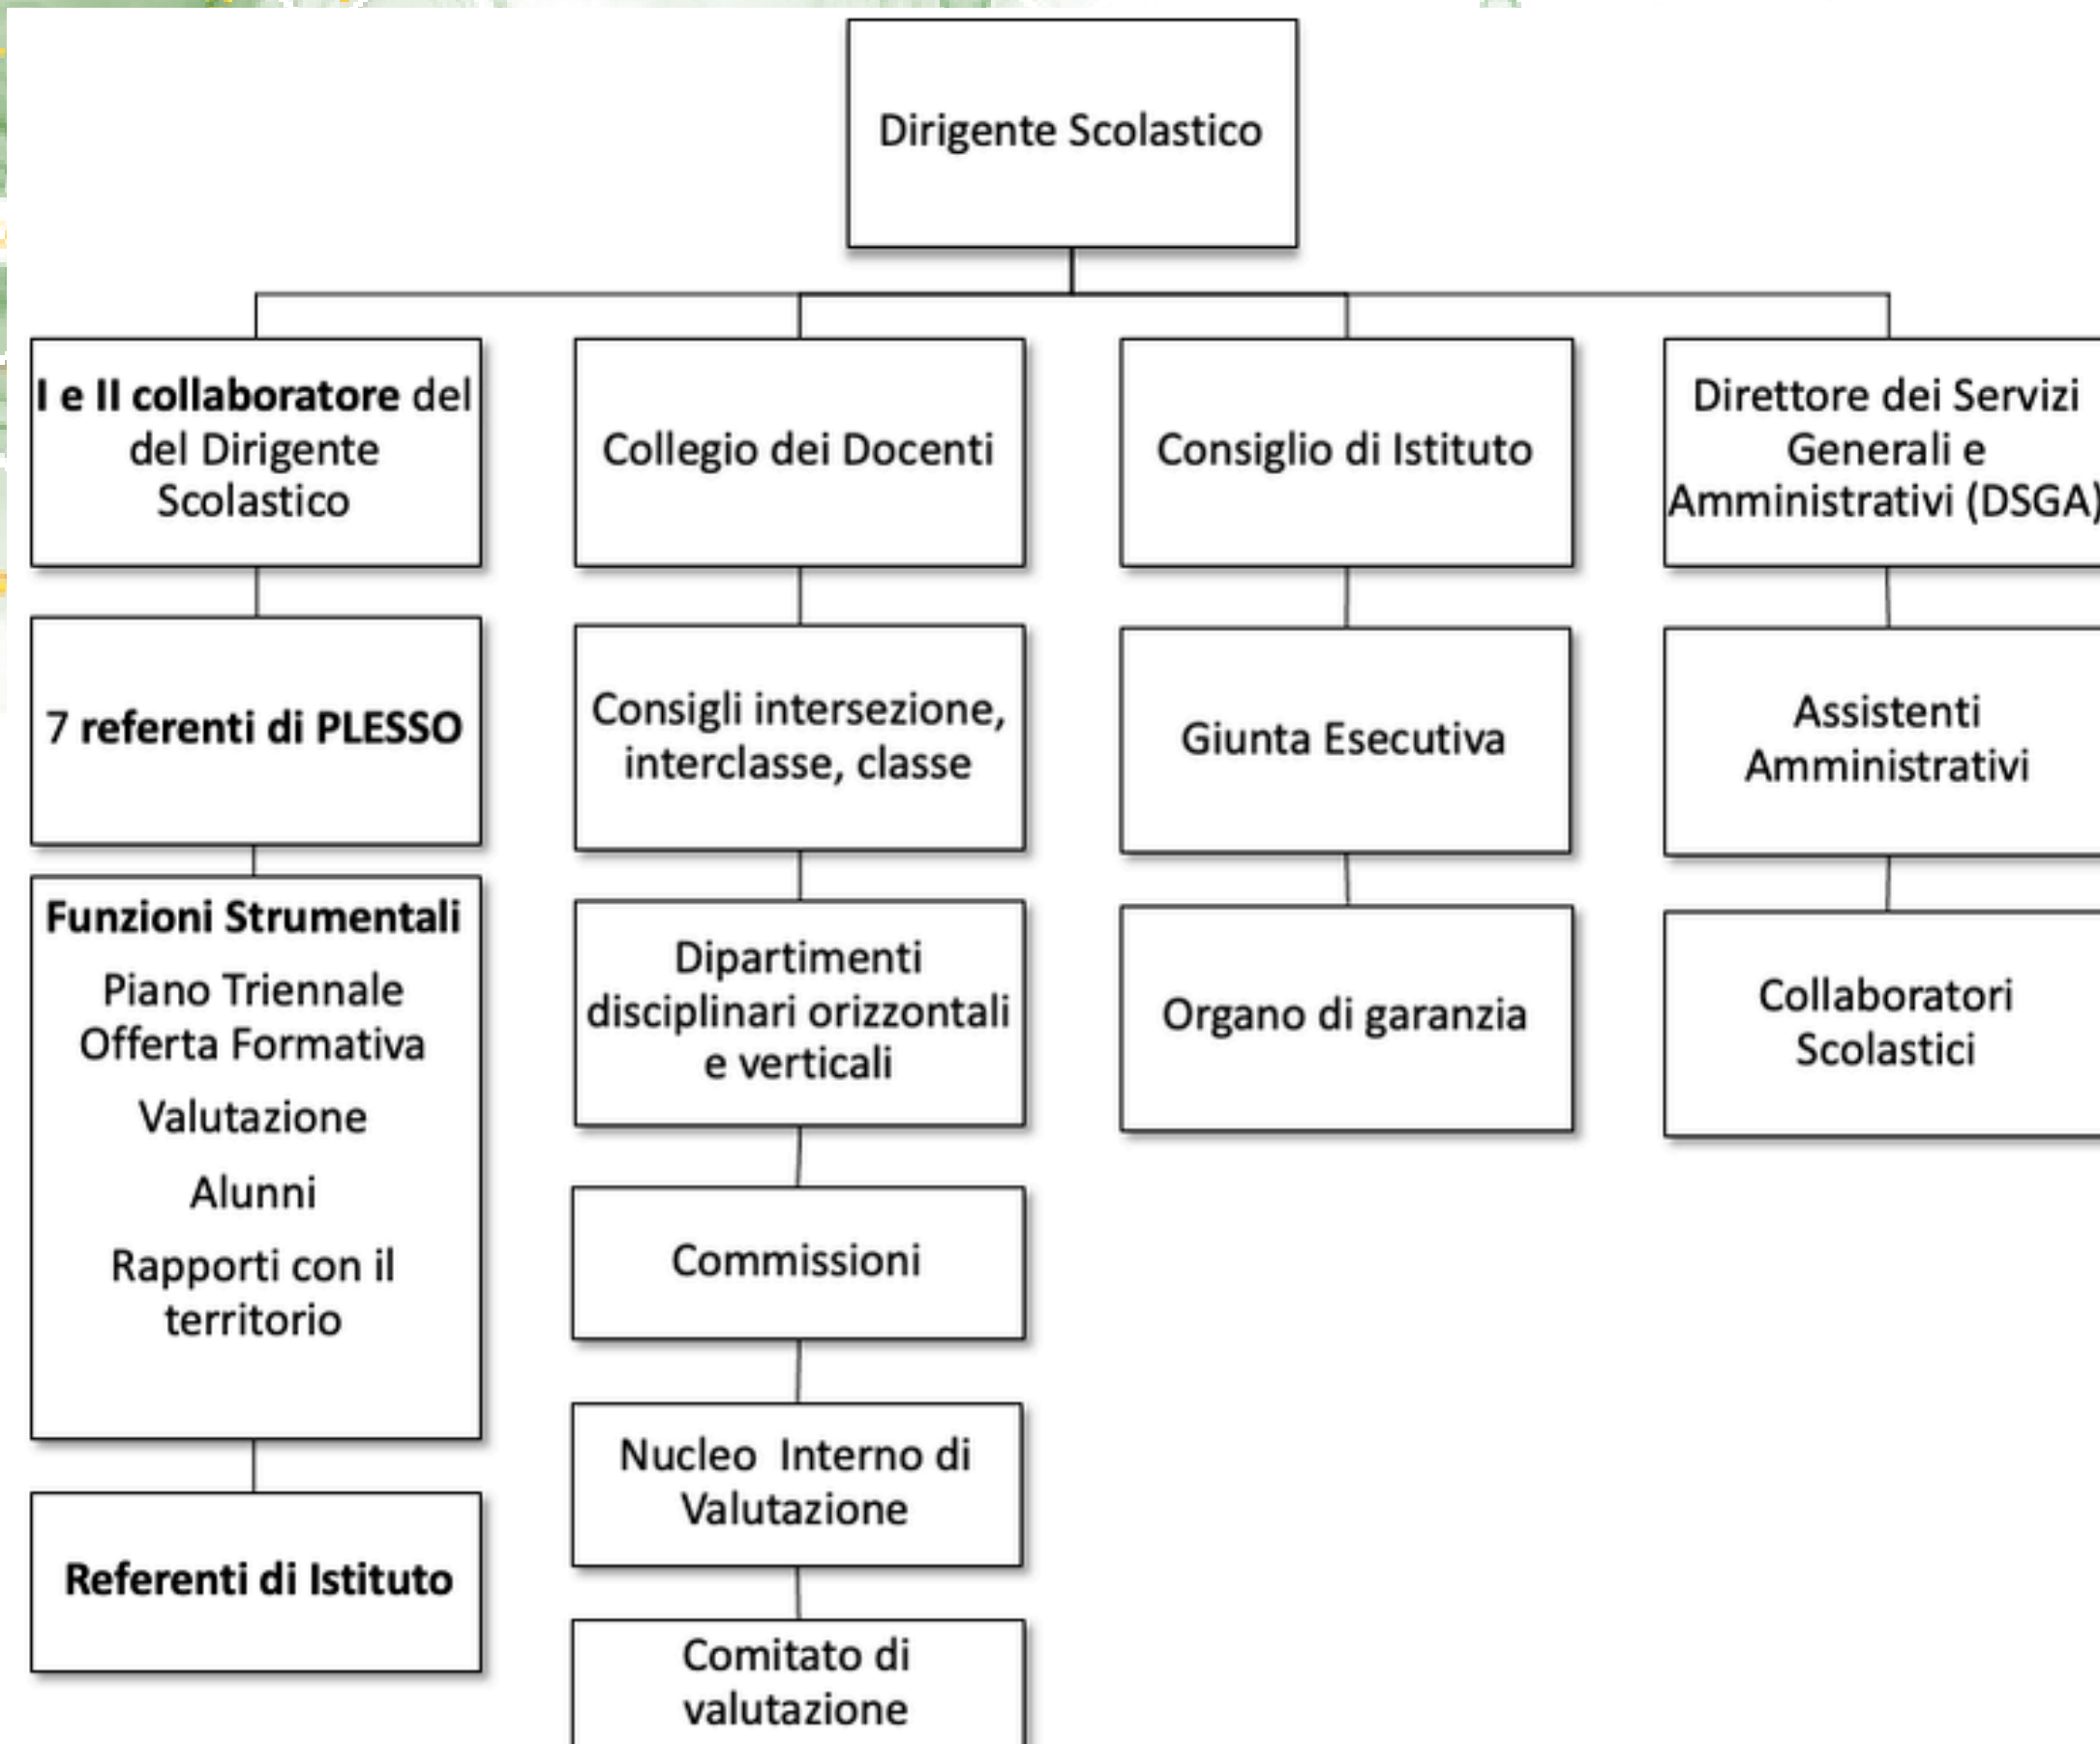 Dirigente Scolastico
I e II collaboratore del
del Dirigente
Scolastico
7 referenti di PLESSO
Funzioni Strumentali
Piano Triennale
Offerta Formativa
Valutazione
Alunni
Rapporti con il
territorio
Referenti di Istituto
Collegio dei Docenti
Consigli intersezione,
interclasse, classe
Dipartimenti
disciplinari orizzontali
e verticali
Commissioni
Nucleo  Interno di
Valutazione
Comitato di
valutazione
Consiglio di Istituto
Giunta Esecutiva
Organo di garanzia
Direttore dei Servizi
Generali e
Amministrativi (DSGA)
Assistenti
Amministrativi
Collaboratori
Scolastici